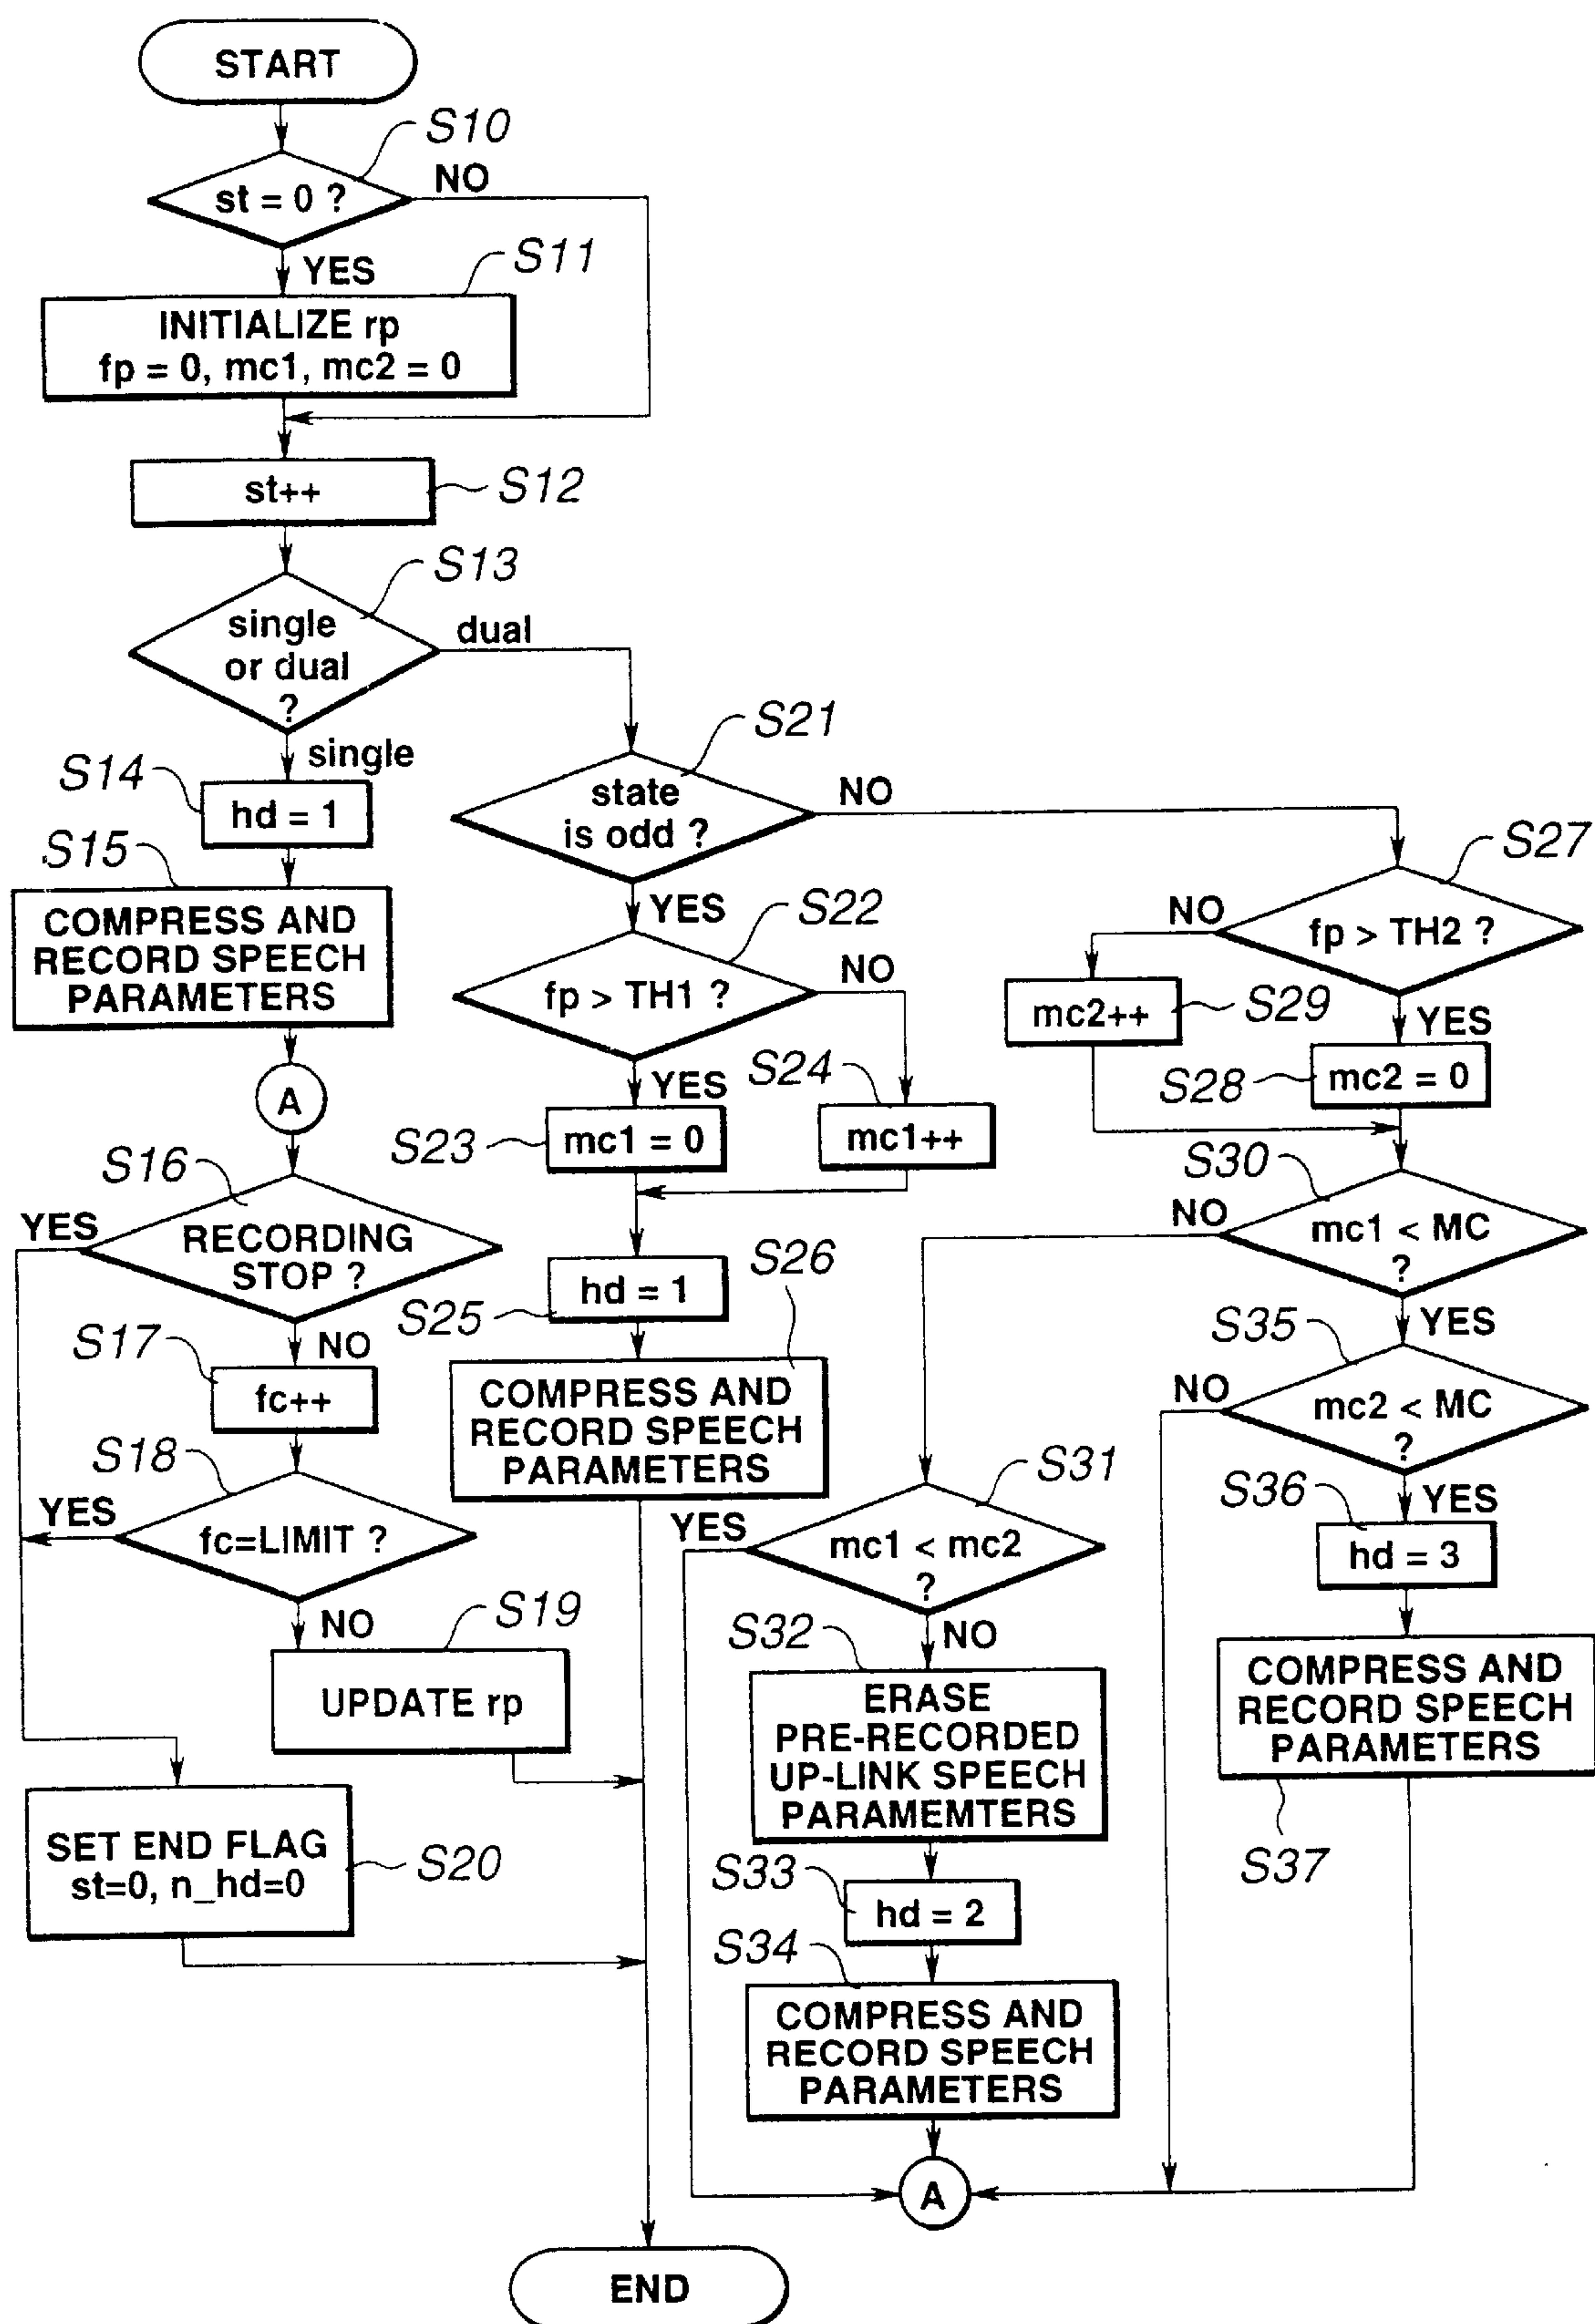 START
S10
st = 0 ?
NO
YES
S11
INITIALIZE rp
fp = 0, mc1, mc2 = 0
st++
S12
S13
single
or dual
?
dual
single
S14
hd = 1
S15
COMPRESS AND
RECORD SPEECH
PARAMETERS
A
S16
YES
RECORDING
STOP ?
NO
S17
fc++
S18
YES
fc=LIMIT ?
NO
S19
UPDATE rp
SET END FLAG
st=0, n_hd=0
S20
S21
state
is odd ?
NO
YES
S22
fp > TH1 ?
NO
YES
S23
mc1 = 0
S24
mc1++
S25
hd = 1
S26
COMPRESS AND
RECORD SPEECH
PARAMETERS
S27
NO
fp > TH2 ?
mc2++
S29
YES
S28
mc2 = 0
S30
NO
mc1 < MC
?
YES
S35
NO
mc2 < MC
?
YES
S36
hd = 3
COMPRESS AND
RECORD SPEECH
PARAMETERS
S37
S31
YES
mc1 < mc2
?
NO
S32
ERASE
PRE-RECORDED
UP-LINK SPEECH
PARAMEMTERS
S33
hd = 2
S34
COMPRESS AND
RECORD SPEECH
PARAMETERS
A
END